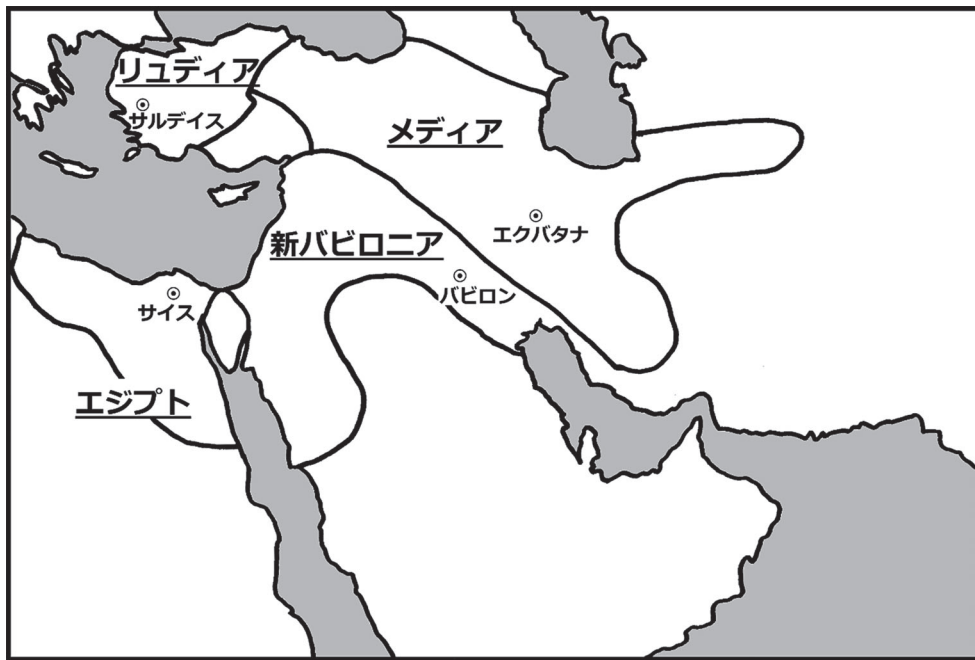 リュディア
サルデイス
メディア
エクバタナ
新バビロニア
バビロン
サイス
エジプト